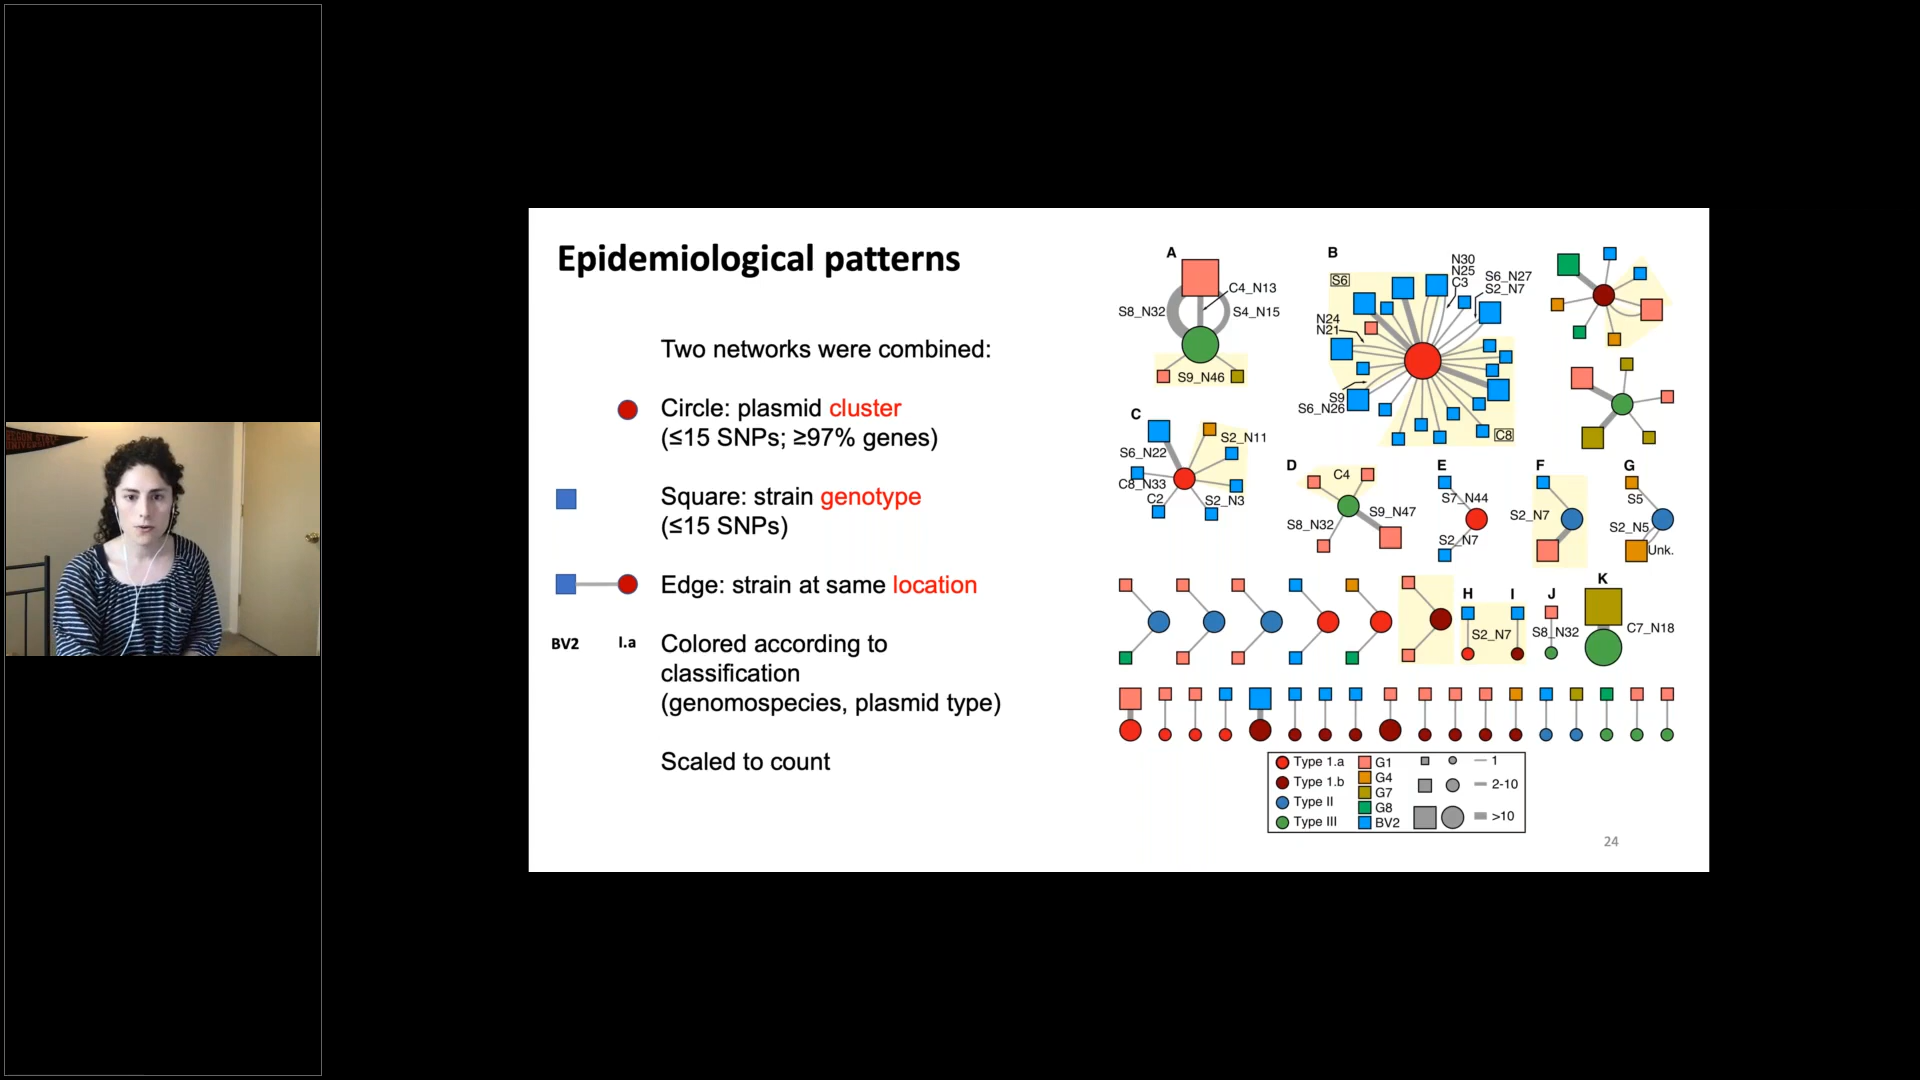 UNIVERSITY
Epidemiological patterns
Two networks were combined:
Circle: plasmid cluster
(≤15 SNPs; ≥97% genes)
Square: strain genotype
(≤15 SNPs)
Edge: strain at same location
BV2 I.a Colored according to
classification
(genomospecies, plasmid type)
Scaled to count
A
C4_N13
S8_N32 S4_N15
S9_N46
B
S6
N30
N25
C3
S6_N27
S2_N7
N24
N21
S9
S6_N26
C8
C
S2_N11
S6_N22
C8_N33
C2
S2_N3
D
C4
S9_N47
S8_N32
E
S7_N44
S2_N7
F
S2_N7
G
S5
S2_N5
Unk.
H I
S2_N7
J
S8_N32
K
C7_N18
Type 1.a G1 1
Type 1.b G4
Type II G7 2-10
Type III G8
BV2 >10
24